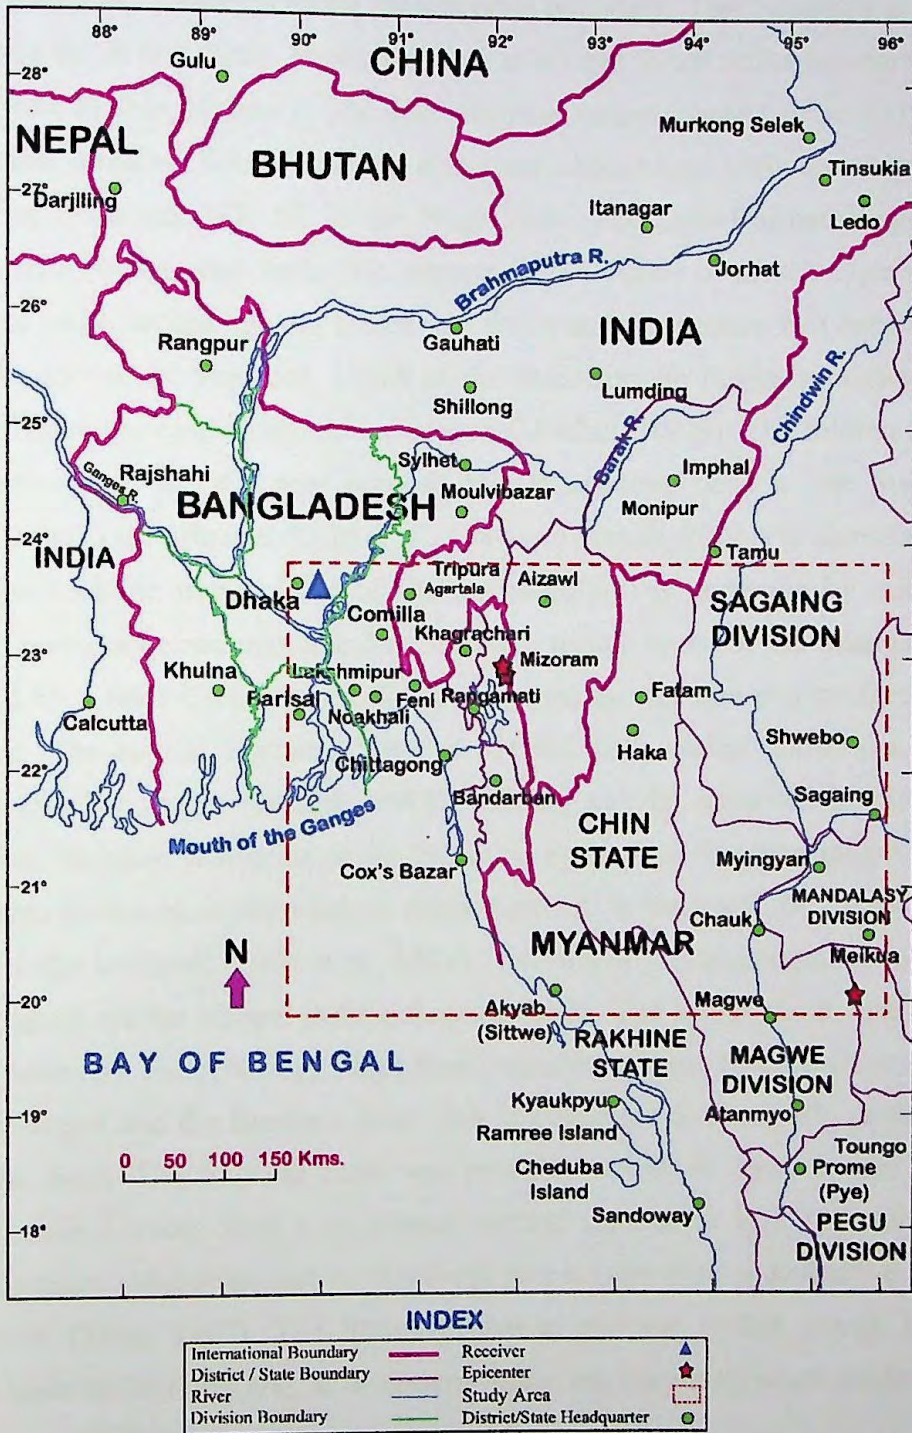 88° 89° 90° 91° 92° 93° 94° 95° 96°
28°
Gulu
CHINA
NEPAL
BHUTAN
Murkong Selek
Tinsukia
27°
Darjlling
Itanagar
Ledo
Jorhat
Brahmaputra R.
26°
Rangpur
Gauhati
INDIA
Chindwin R.
Shillong
Lumding
25°
Barak R.
Ganges R.
Rajshahi
Sylhet
Imphal
BANGLADESH
Moulvibazar
Monipur
24°
INDIA
Tamu
Dhaka
Tripura
Agartala
Aizawl
Comilla
SAGAING
DIVISION
Khagrachari
23°
Khulna
Lakshmipur
Mizoram
Barisal
Noakhali
Feni
Rangamati
Fatam
Calcutta
Haka
Shwebo
22°
Chittagong
Bandarban
Sagaing
Mouth of the Ganges
CHIN
STATE
Cox's Bazar
Myingyan
21°
MANDALASY
DIVISION
Chauk
N
MYANMAR
Meikua
20°
Akyab
(Sittwe)
Magwe
BAY OF BENGAL
RAKHINE
STATE
MAGWE
DIVISION
19°
Kyaukpyu
Atanmyo
Ramree Island
Toungo
0 50 100 150 Kms.
Cheduba
Island
Prome
(Pye)
Sandoway
18°
PEGU
DIVISION
INDEX
International Boundary
Receiver
District / State Boundary
Epicenter
River
Study Area
Division Boundary
District/State Headquarter